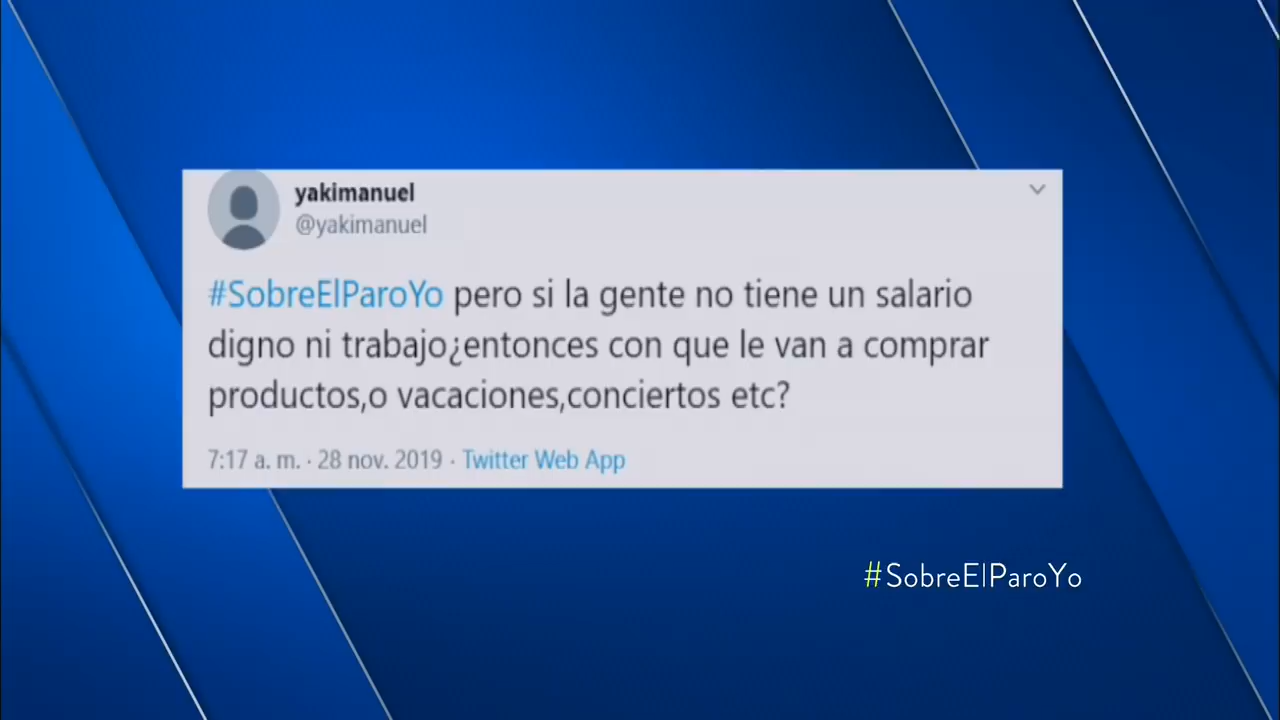 yakimanuel
@yakimanuel
#SobreElParoYo pero si la gente no tiene un salario
digno ni trabajo¿entonces con que le van a comprar
productos,o vacaciones,conciertos etc?
7:17 a. m. · 28 nov. 2019 · Twitter Web App
#SobreElParoYo